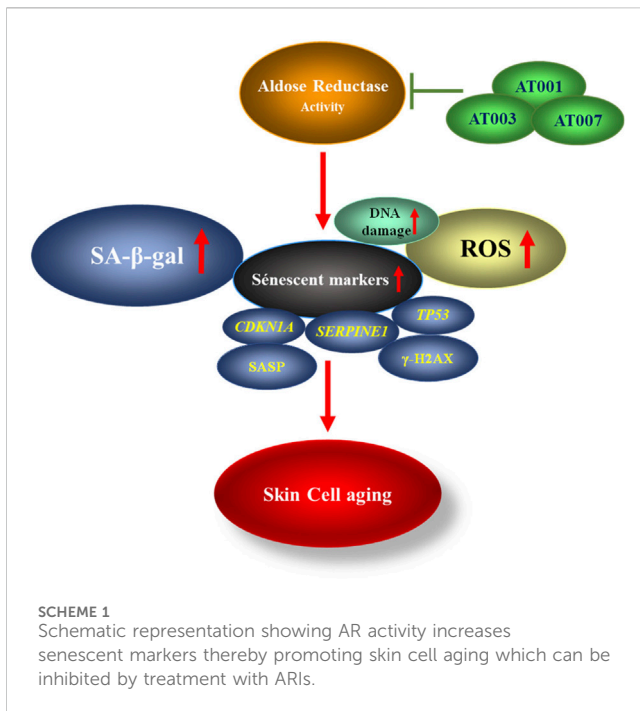 Aldose Reductase
Activity
AT001
AT003
AT007
DNA
damage
SA-β-gal
ROS
Sénescent markers
CDKN1A
SERPINE1
TP53
SASP
γ-H2AX
Skin Cell aging
SCHEME 1
Schematic representation showing AR activity increases
senescent markers thereby promoting skin cell aging which can be
inhibited by treatment with ARIs.